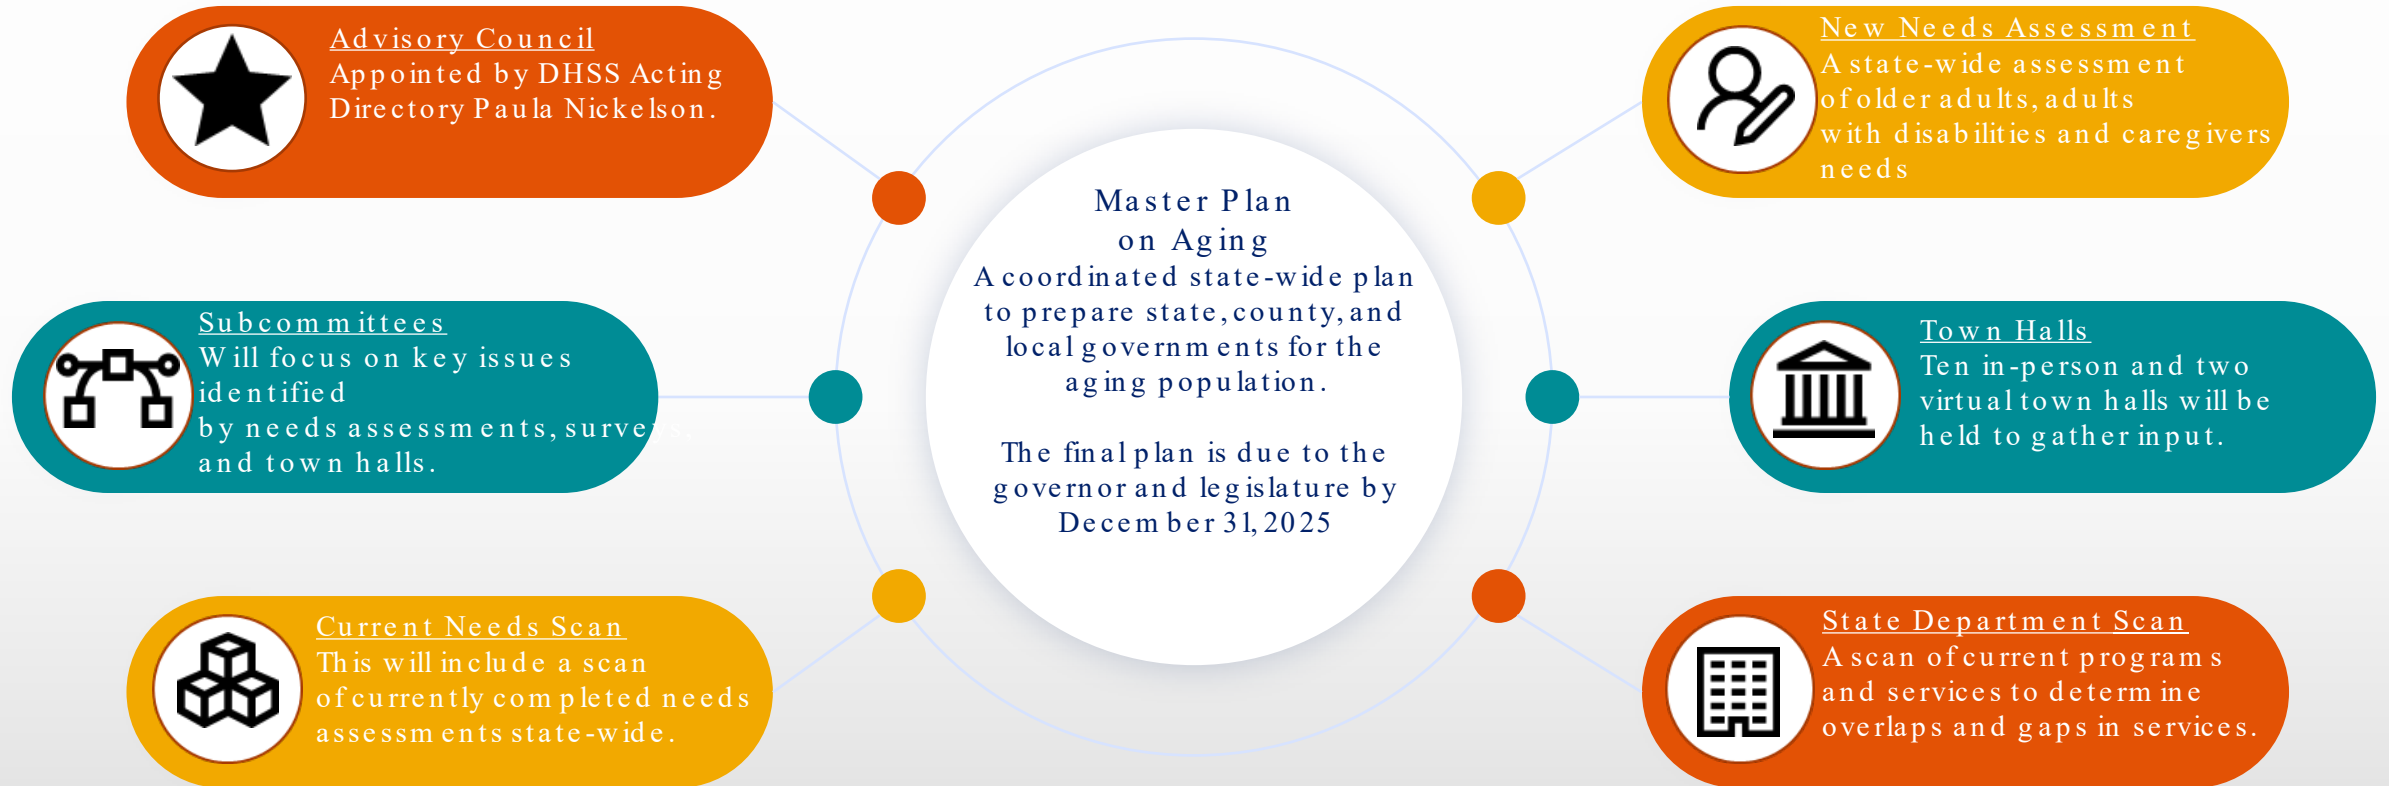 Advisory Council
Appointed by DHSS Acting
Directory Paula Nickelson.
Subcommittees
Will focus on key issues
identified
by needs assessments, surveys.
and town halls.
Current Needs Scan
This will include a scan
of currently completed needs
assessments state-wide.
Master Plan
on Aging
A coordinated state-wide plan
to prepare state, county, and
local governments for the
aging population.
The final plan is due to the
governor and legislature by
December 31, 2025
New Needs Assessment
A state-wide assessment
of older adults, adults
with disabilities and caregivers
needs
Town Halls
Ten in-person and two
virtual town halls will be
held to gather input.
State Department Scan
A scan of current programs
and services to determine
overlaps and gaps in services.